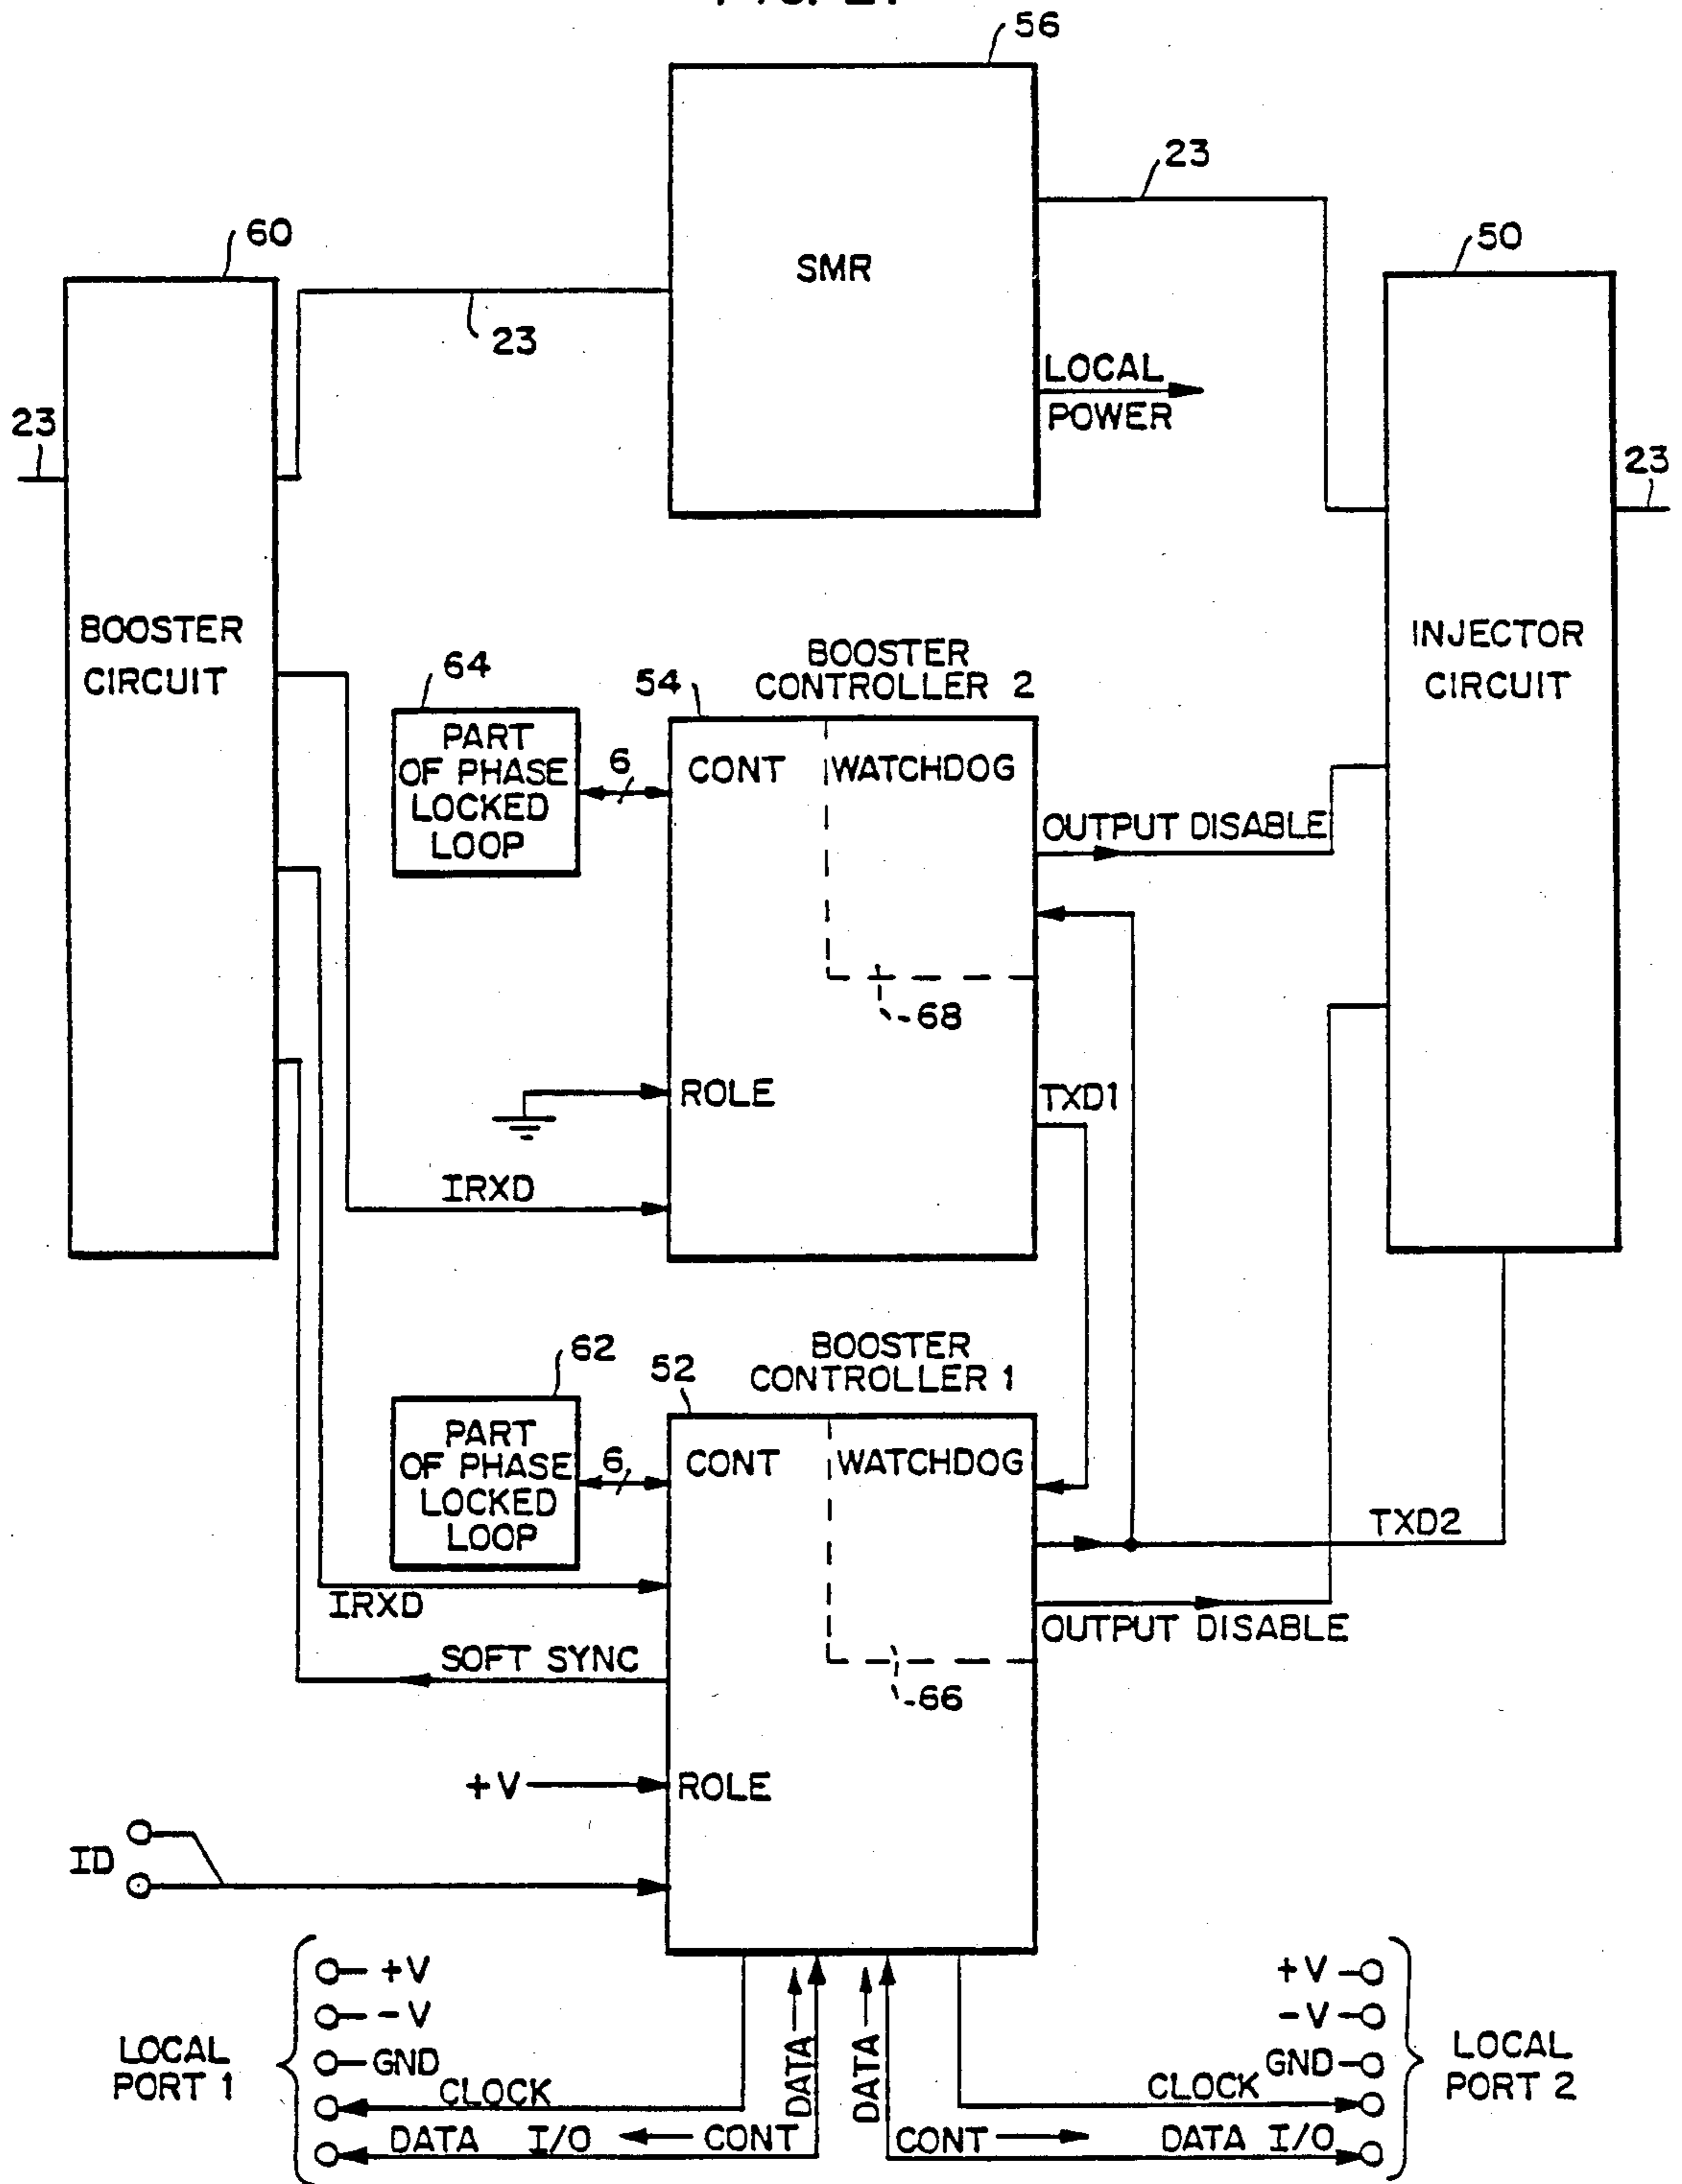 56
23
60
50
SMR
23
LOCAL
POWER
23
23
BOOSTER
CIRCUIT
INJECTOR
CIRCUIT
BOOSTER
CONTROLLER 2
64
54
PART
OF PHASE
LOCKED
LOOP
6
CONT
WATCHDOG
OUTPUT DISABLE
68
ROLE
TXD1
IRXD
BOOSTER
CONTROLLER 1
62
52
PART
OF PHASE
LOCKED
LOOP
6
CONT
WATCHDOG
TXD2
IRXD
OUTPUT DISABLE
SOFT SYNC
66
+V
ROLE
ID
LOCAL
PORT 1
+V
-V
GND
CLOCK
DATA I/O
CONT
DATA
DATA
CONT
+V
-V
GND
CLOCK
DATA I/O
LOCAL
PORT 2